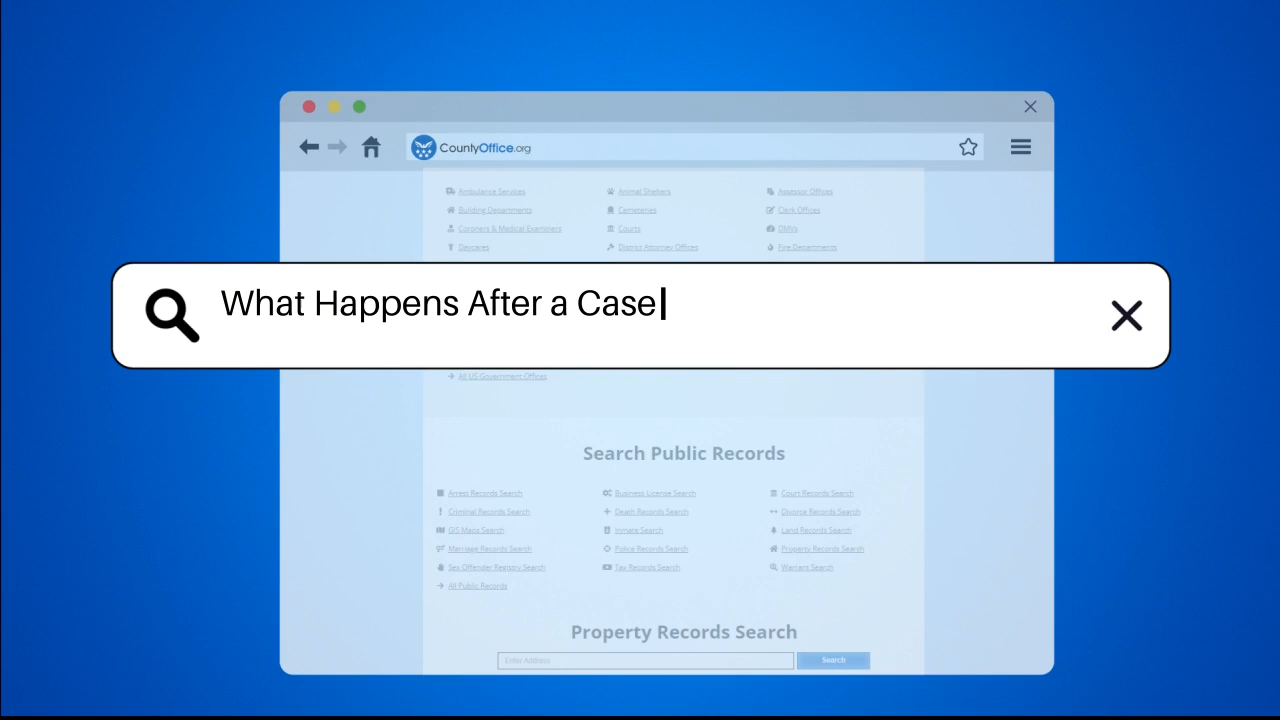 CountyOffice.org
Ambulance Services Animal Shelters Assessor Offices
Building Departments Cemeteries Clerk Offices
Coroners & Medical Examiners Courts DMVs
Daycares District Attorney Offices Fire Departments
What Happens After a Case
All US Government Offices
Search Public Records
Arrest Records Search Business License Search Court Records Search
Criminal Records Search Death Records Search Divorce Records Search
GIS Maps Search Inmate Search Land Records Search
Marriage Records Search Police Records Search Property Records Search
Sex Offender Registry Search Tax Records Search Warrant Search
All Public Records
Property Records Search
Enter Address Search